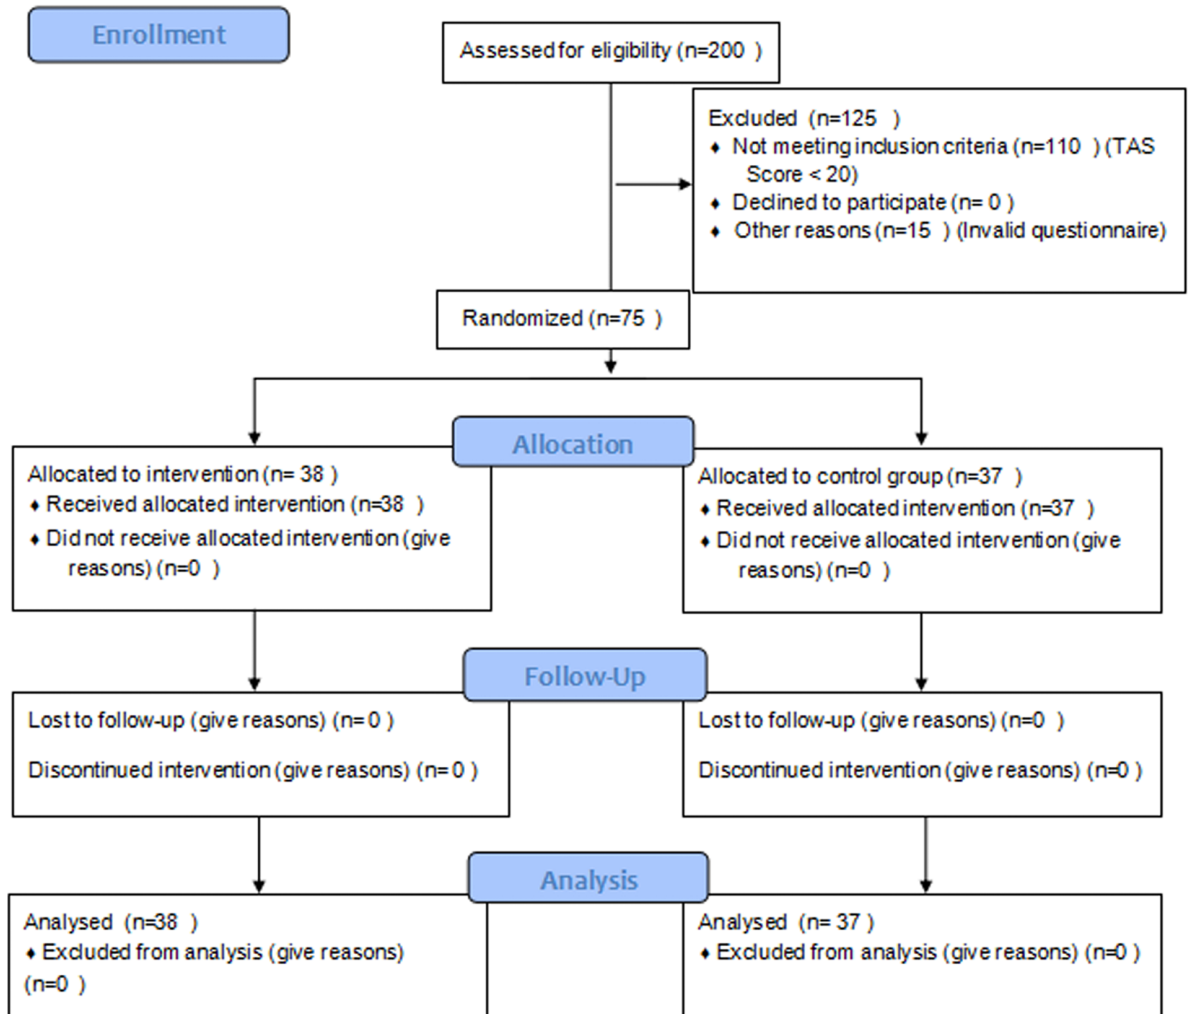 Enrollment
Assessed for eligibility (n=200 )
Excluded (n=125 )
♦ Not meeting inclusion criteria (n=110 ) (TAS
Score < 20)
♦ Declined to participate (n= 0 )
♦ Other reasons (n=15 ) (Invalid questionnaire)
Randomized (n=75 )
Allocation
Allocated to intervention (n= 38 )
♦ Received allocated intervention (n=38 )
♦ Did not receive allocated intervention (give
reasons) (n=0 )
Allocated to control group (n=37 )
♦ Received allocated intervention (n=37 )
♦ Did not receive allocated intervention (give
reasons) (n=0 )
Follow-Up
Lost to follow-up (give reasons) (n= 0 )
Discontinued intervention (give reasons) (n= 0 )
Lost to follow-up (give reasons) (n=0 )
Discontinued intervention (give reasons) (n=0 )
Analysis
Analysed (n=38 )
♦ Excluded from analysis (give reasons)
(n=0 )
Analysed (n= 37 )
♦ Excluded from analysis (give reasons) (n=0 )